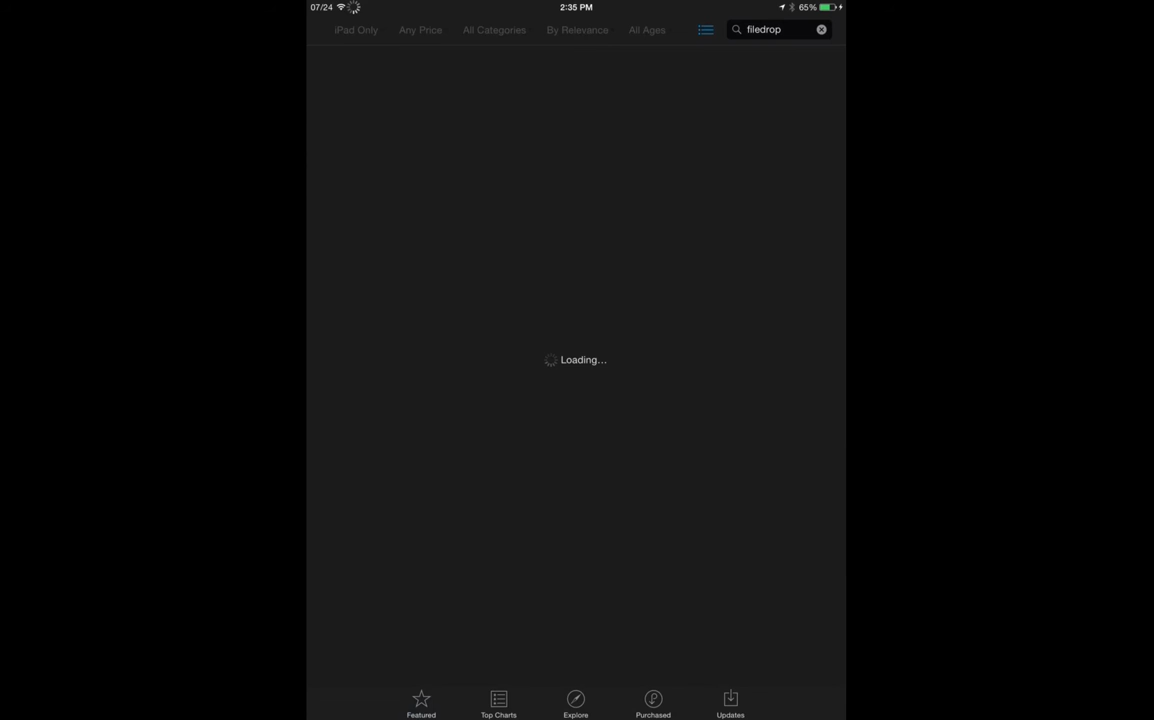 07/24 2:35 PM 65%
iPad Only Any Price All Categories By Relevance All Ages filedrop
Loading...
Featured Top Charts Explore Purchased Updates